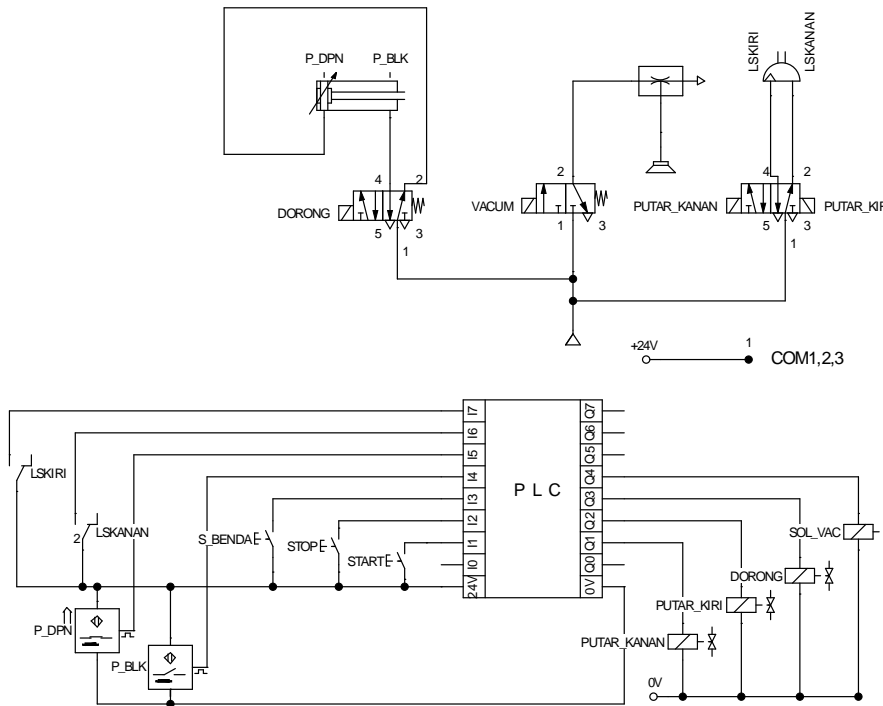 P_DPN P_BLK
LSKIRI
LSKANAN
4 2
DORONG
5 3
1
2
VACUM
1 3
4 2
PUTAR_KANAN PUTAR_KIR
5 3
1
+24V 1 COM1,2,3
I7 Q7
I6 Q6
I5 Q5
I4 Q4
I3 Q3
I2 Q2
I1 Q1
I0 Q0
24V 0V
P L C
LSKIRI
2 LSKANAN
S_BENDA
STOP
START
P_DPN
P_BLK
SOL_VAC
DORONG
PUTAR_KIRI
PUTAR_KANAN
0V